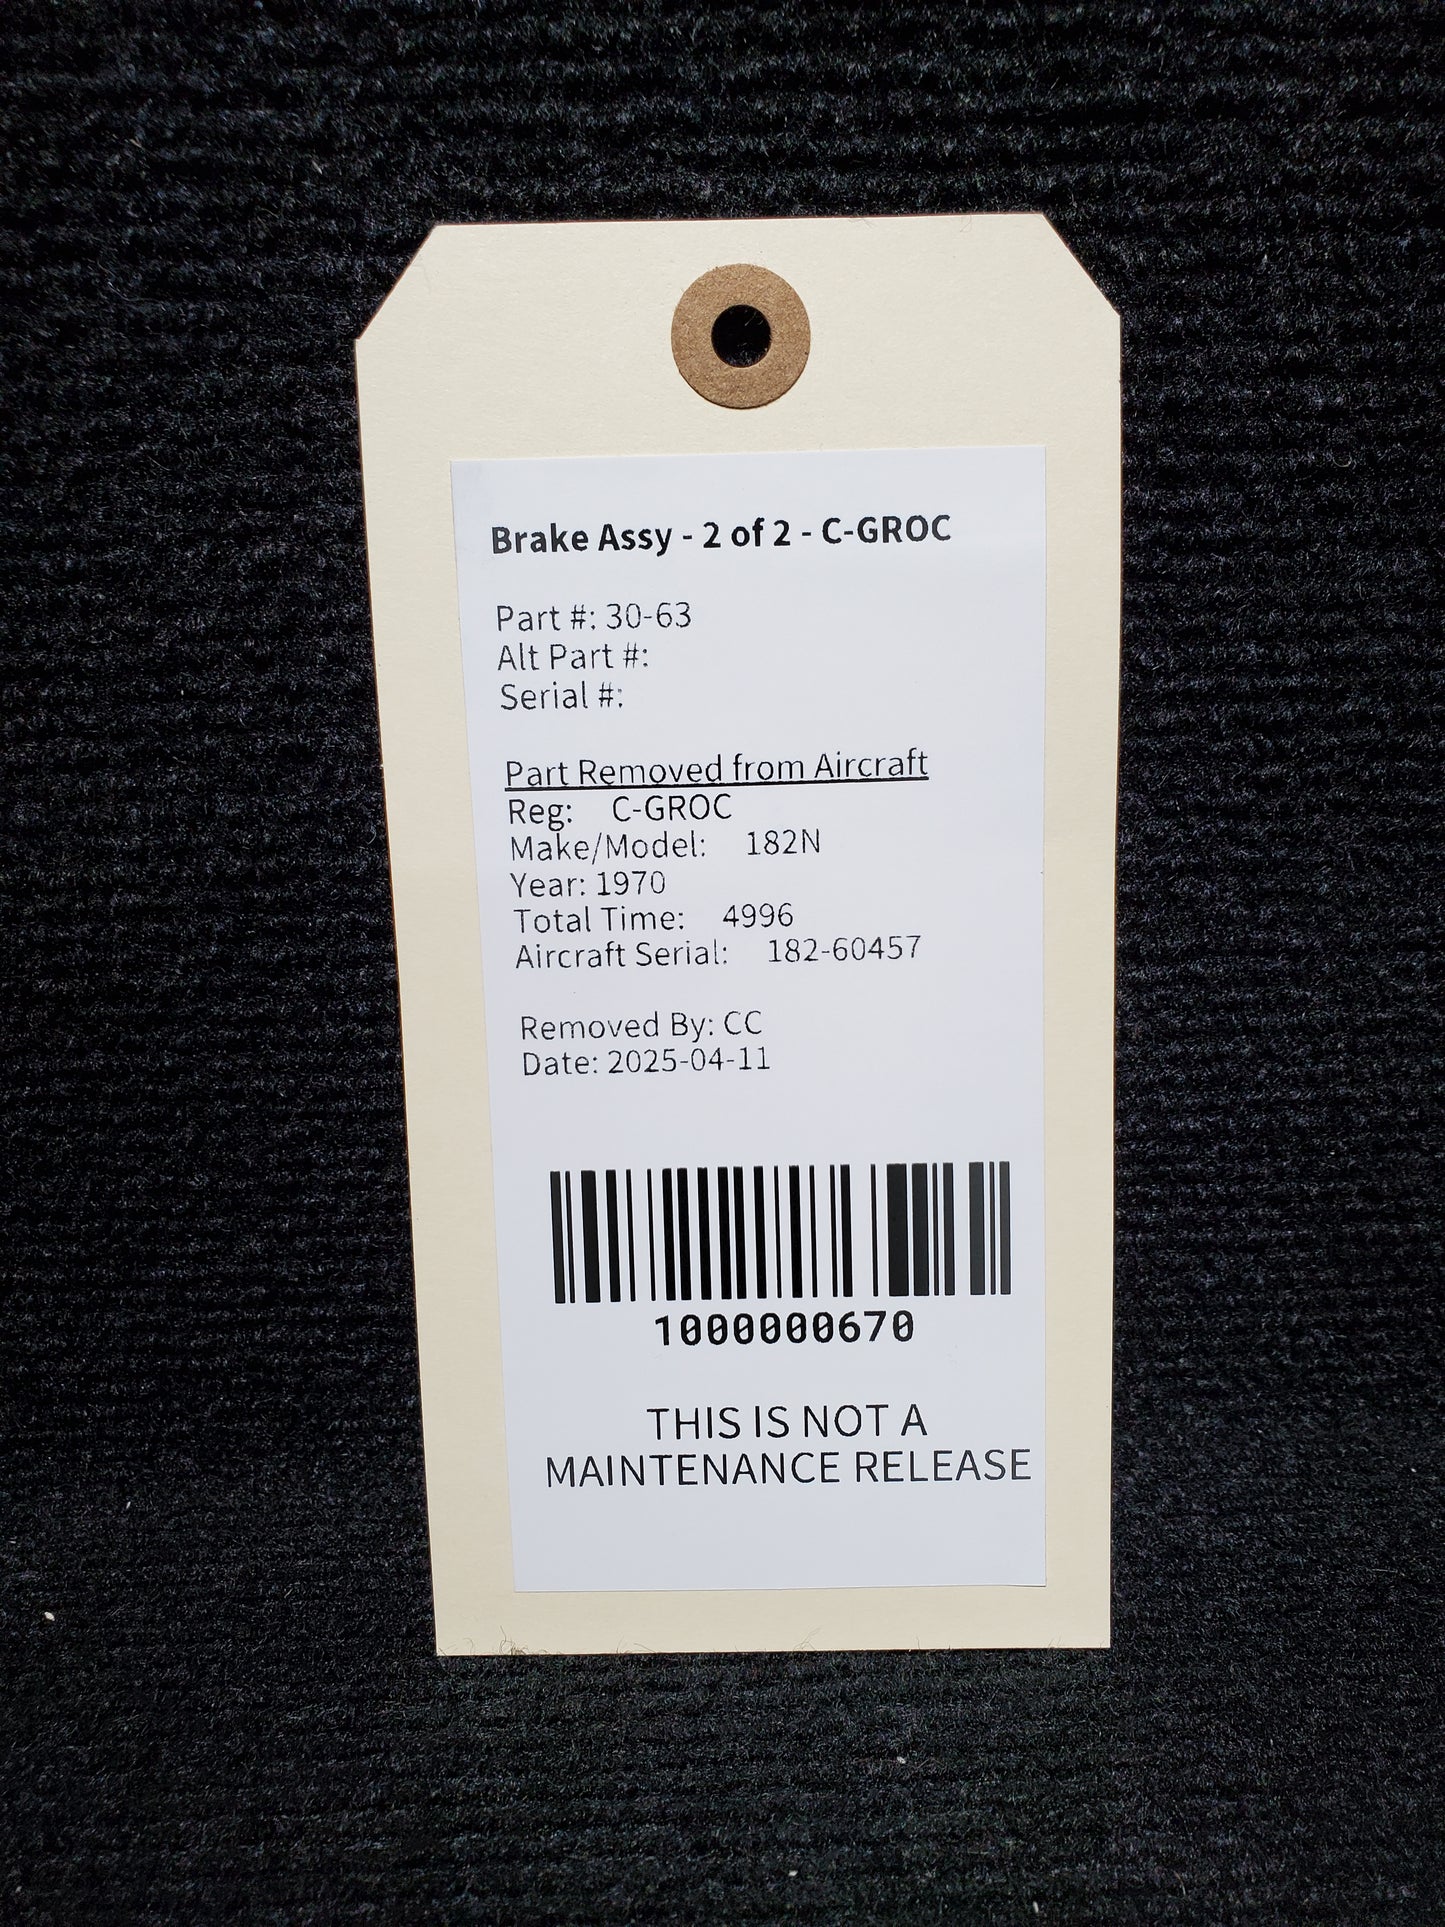 Brake Assy - 2 of 2 - C-GROC
Part #: 30-63
Alt Part #:
Serial #:
Part Removed from Aircraft
Reg: C-GROC
Make/Model: 182N
Year: 1970
Total Time: 4996
Aircraft Serial: 182-60457
Removed By: CC
Date: 2025-04-11
1000000670
THIS IS NOT A
MAINTENANCE RELEASE